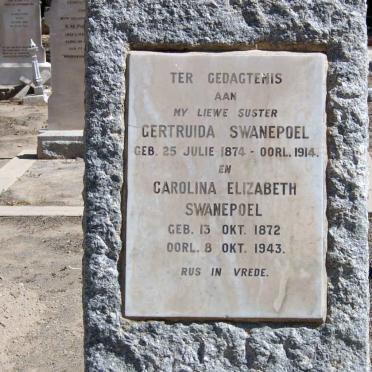 TER GEDAGTENIS
AAN
MY LIEWE SUSTER
GERTRUIDA SWANEPOEL
GEB. 25 JULIE 1874 - OORL. 1914.
EN
CAROLINA ELIZABETH
SWANEPOEL
GEB. 13 OKT. 1872
OORL. 8 OKT. 1943.
RUS IN VREDE.